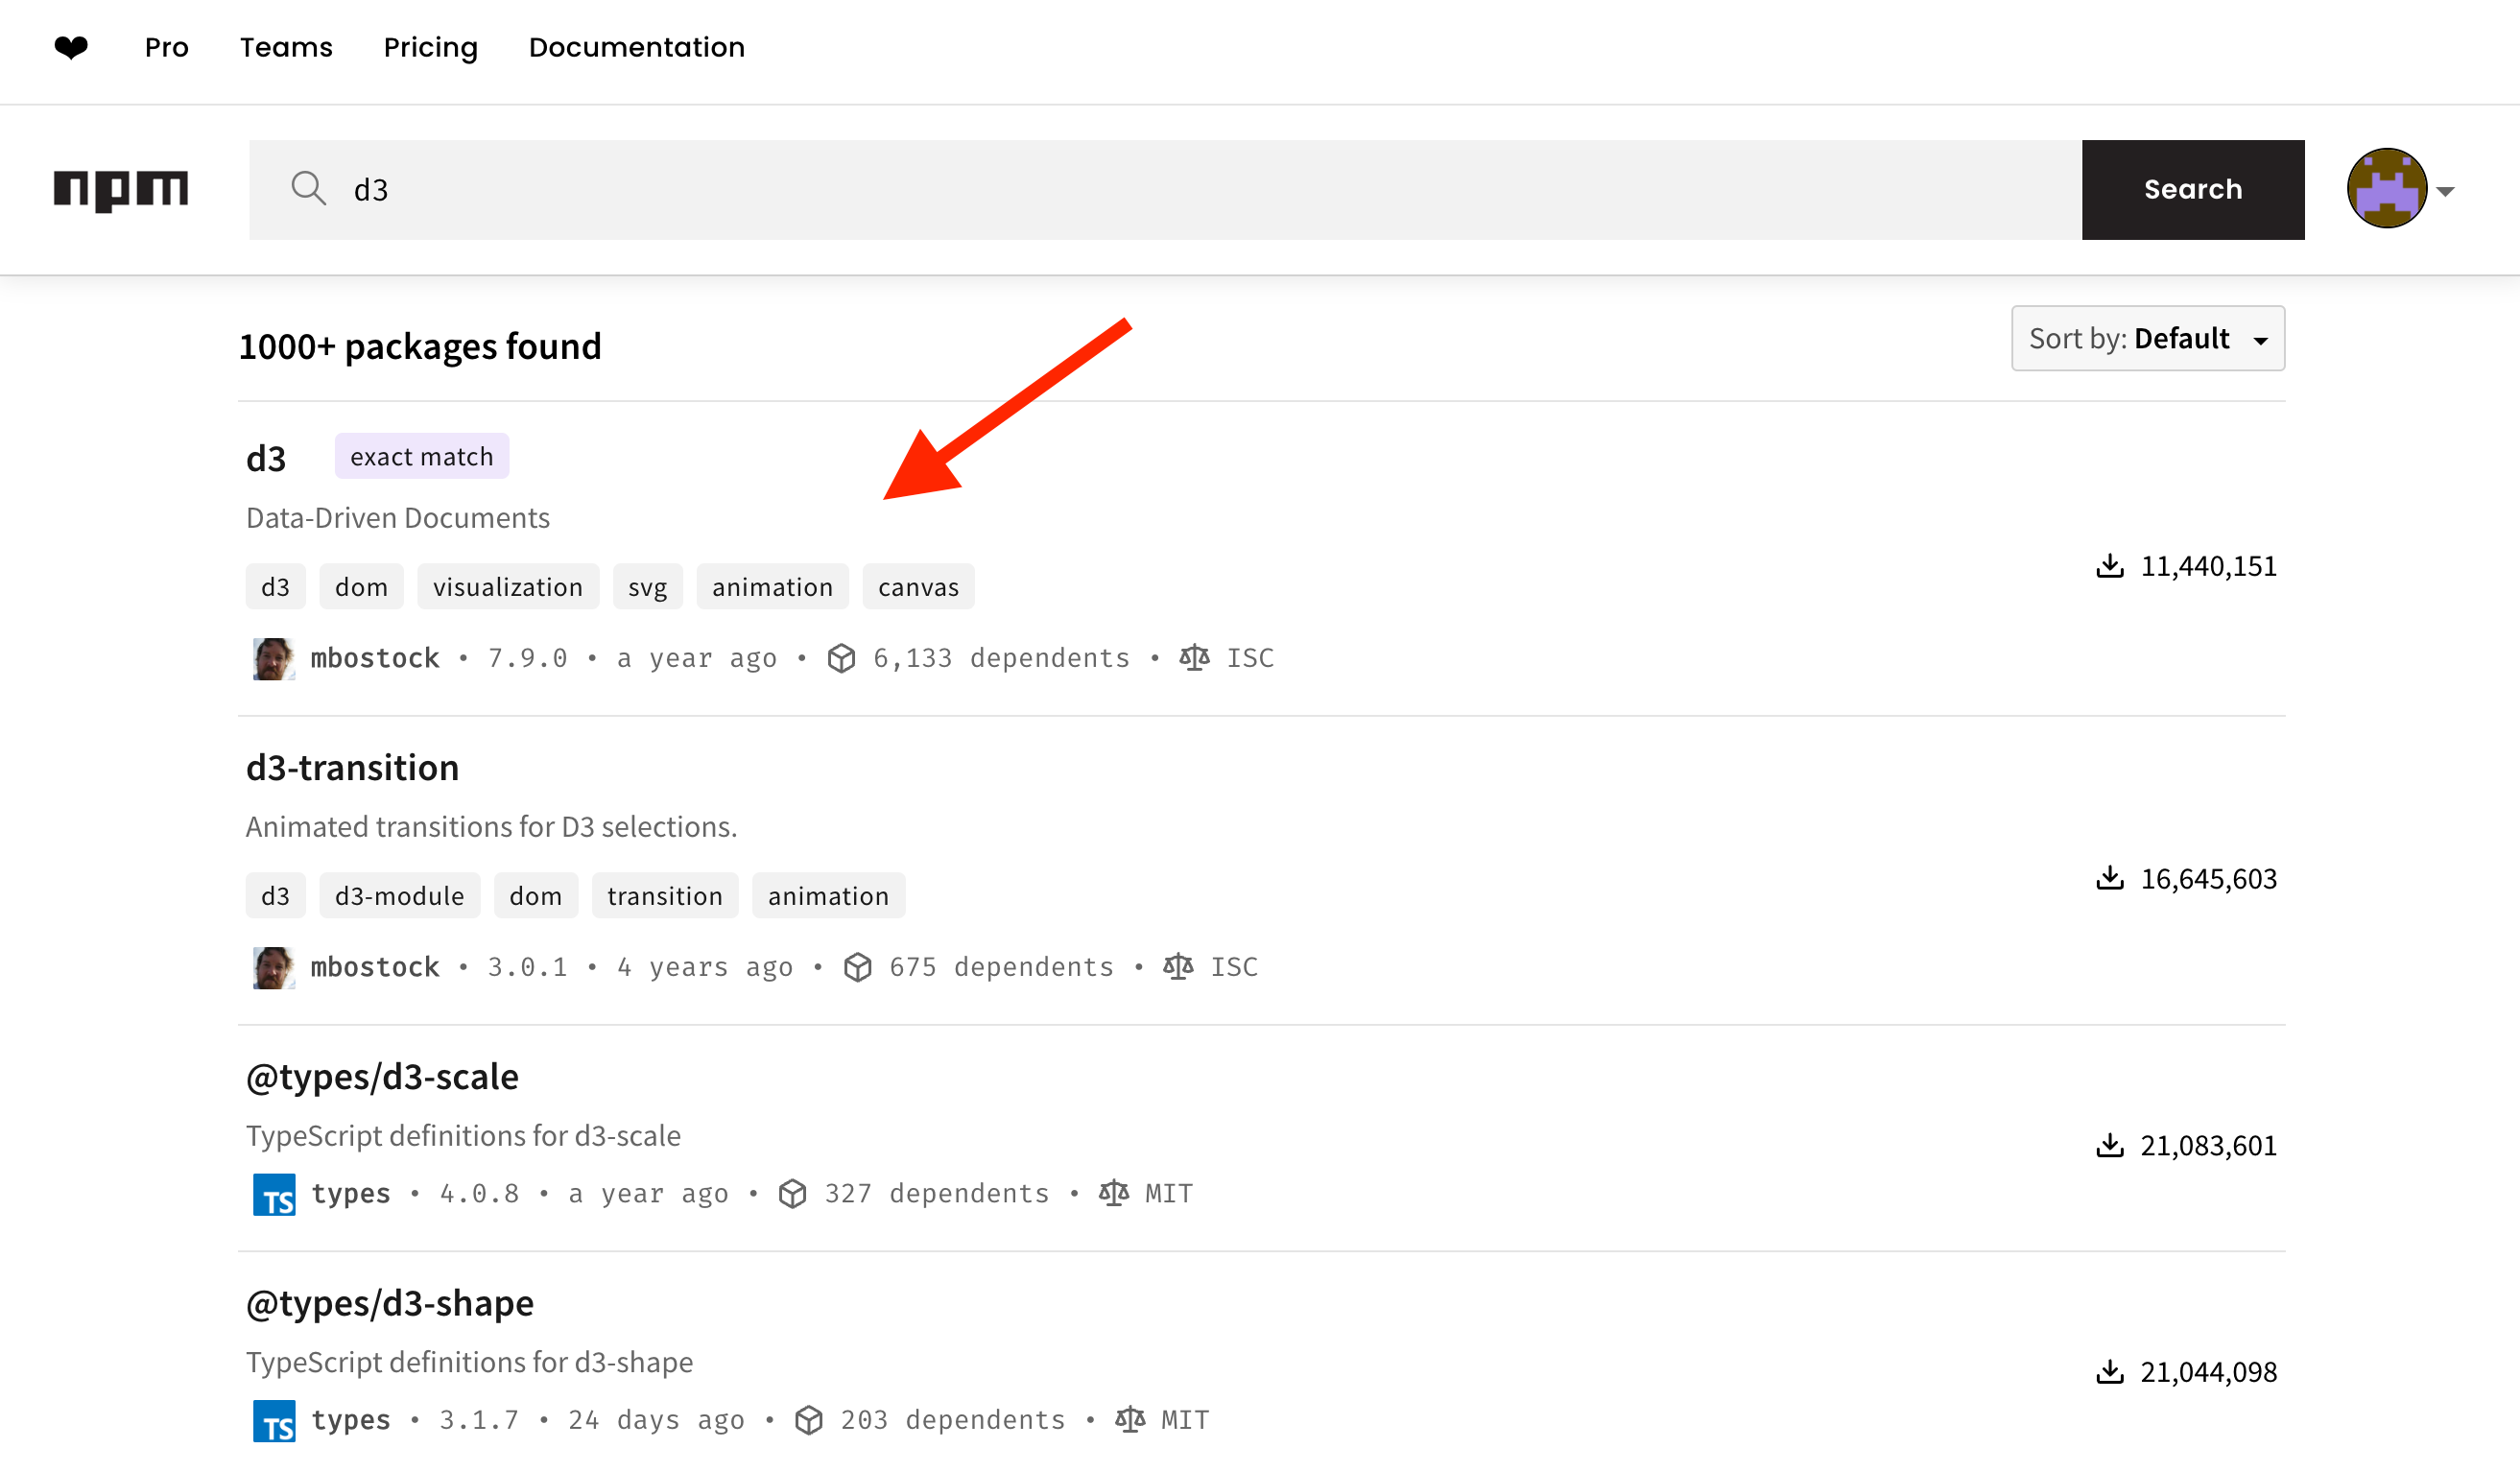 ❤ Pro Teams Pricing Documentation
npm d3 Search
1000+ packages found Sort by: Default
d3 exact match
Data-Driven Documents
11,440,151
d3 dom visualization svg animation canvas
mbostock • 7.9.0 • a year ago • 6,133 dependents • ISC
d3-transition
Animated transitions for D3 selections.
16,645,603
d3 d3-module dom transition animation
mbostock • 3.0.1 • 4 years ago • 675 dependents • ISC
@types/d3-scale
TypeScript definitions for d3-scale
21,083,601
TS types • 4.0.8 • a year ago • 327 dependents • MIT
@types/d3-shape
TypeScript definitions for d3-shape
21,044,098
TS types • 3.1.7 • 24 days ago • 203 dependents • MIT